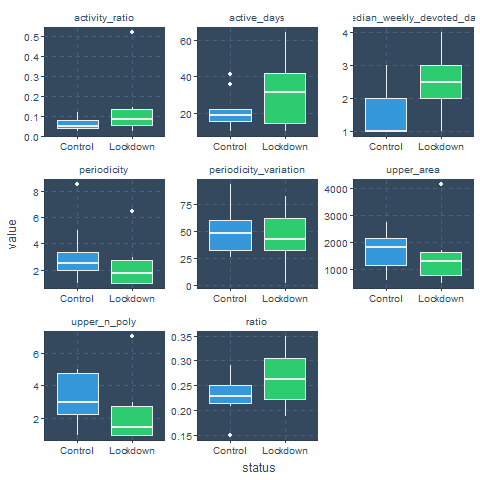 activity_ratio
active_days
edian_weekly_devoted_da
0.5
0.4
0.3
0.2
0.1
0.0
60
40
20
4
3
2
1
Control Lockdown
Control Lockdown
Control Lockdown
periodicity
periodicity_variation
upper_area
8
6
4
2
75
50
25
0
4000
3000
2000
1000
Control Lockdown
Control Lockdown
Control Lockdown
value
upper_n_poly
ratio
6
4
2
0.35
0.30
0.25
0.20
0.15
Control Lockdown
Control Lockdown
status